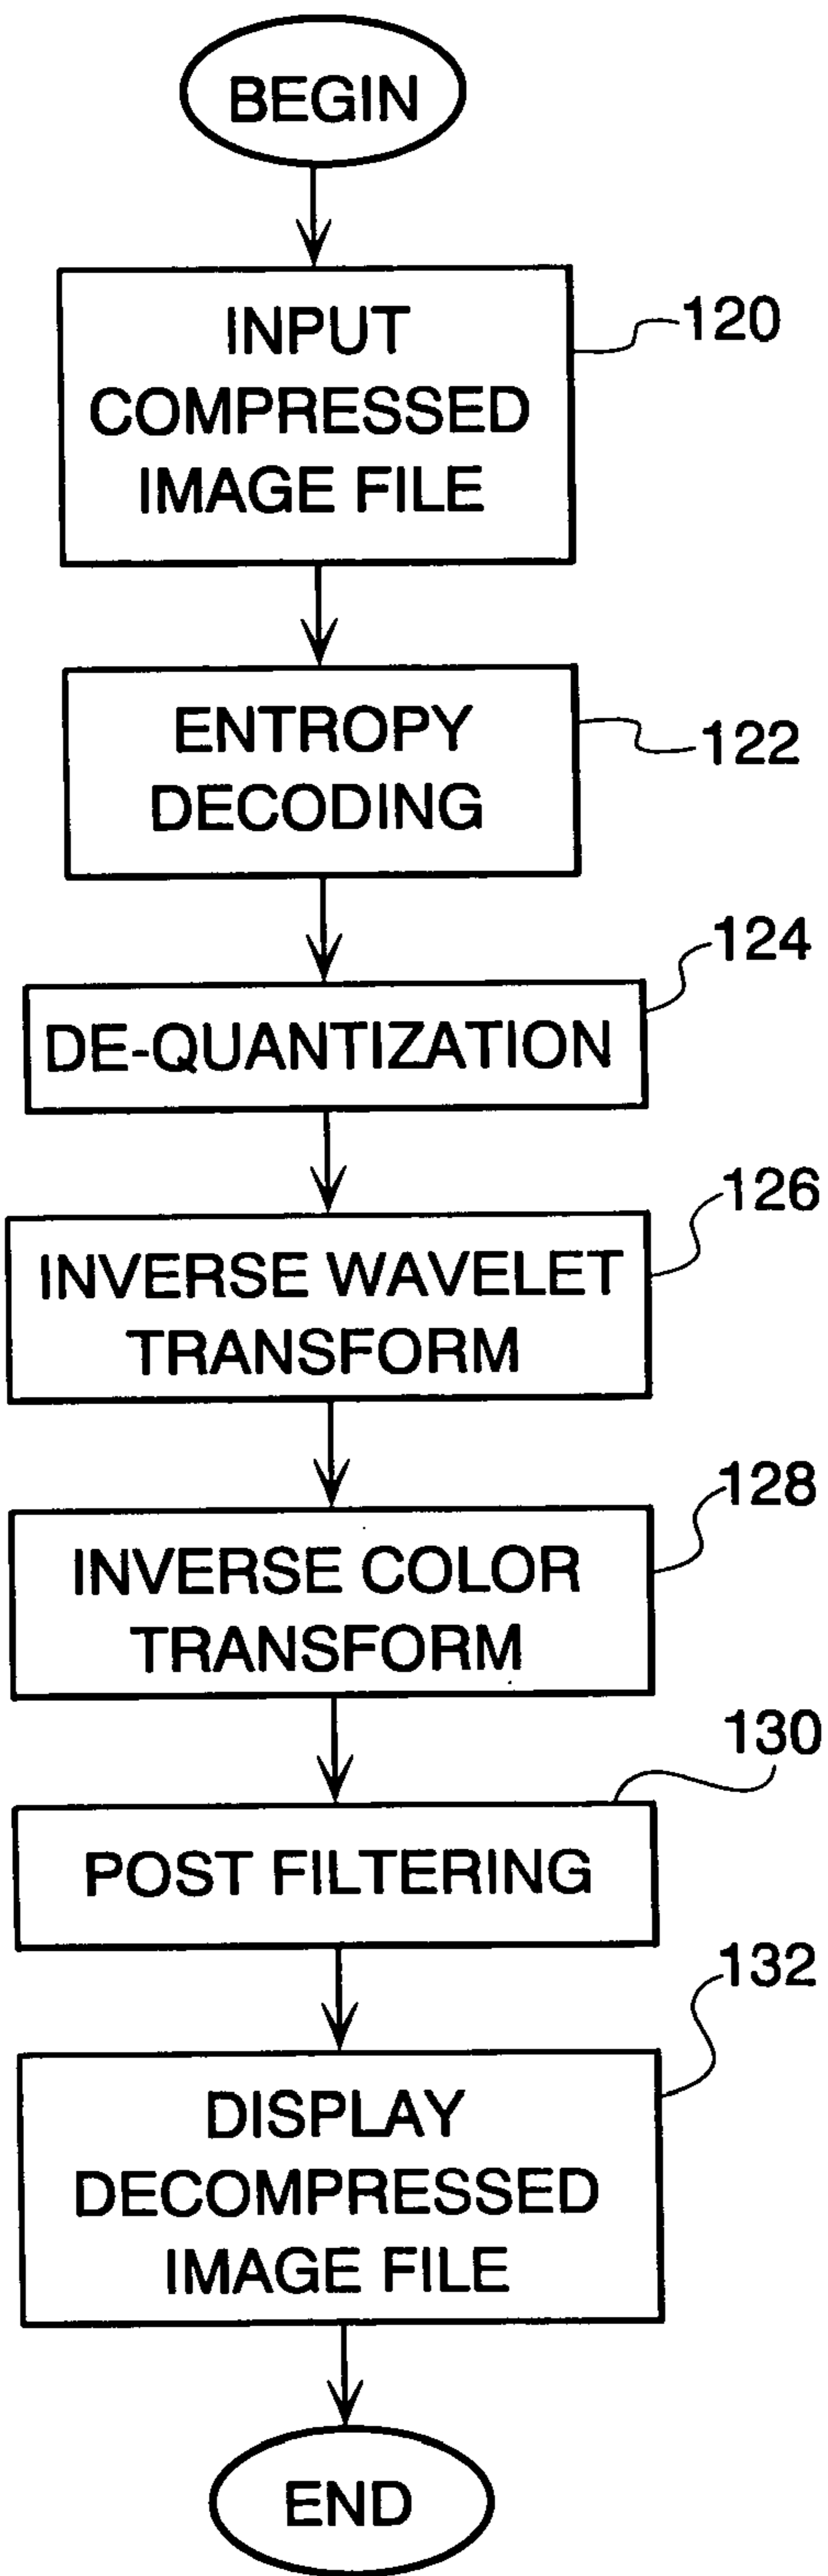 BEGIN
INPUT
COMPRESSED
IMAGE FILE
120
ENTROPY
DECODING
122
124
DE-QUANTIZATION
126
INVERSE WAVELET
TRANSFORM
128
INVERSE COLOR
TRANSFORM
130
POST FILTERING
132
DISPLAY
DECOMPRESSED
IMAGE FILE
END